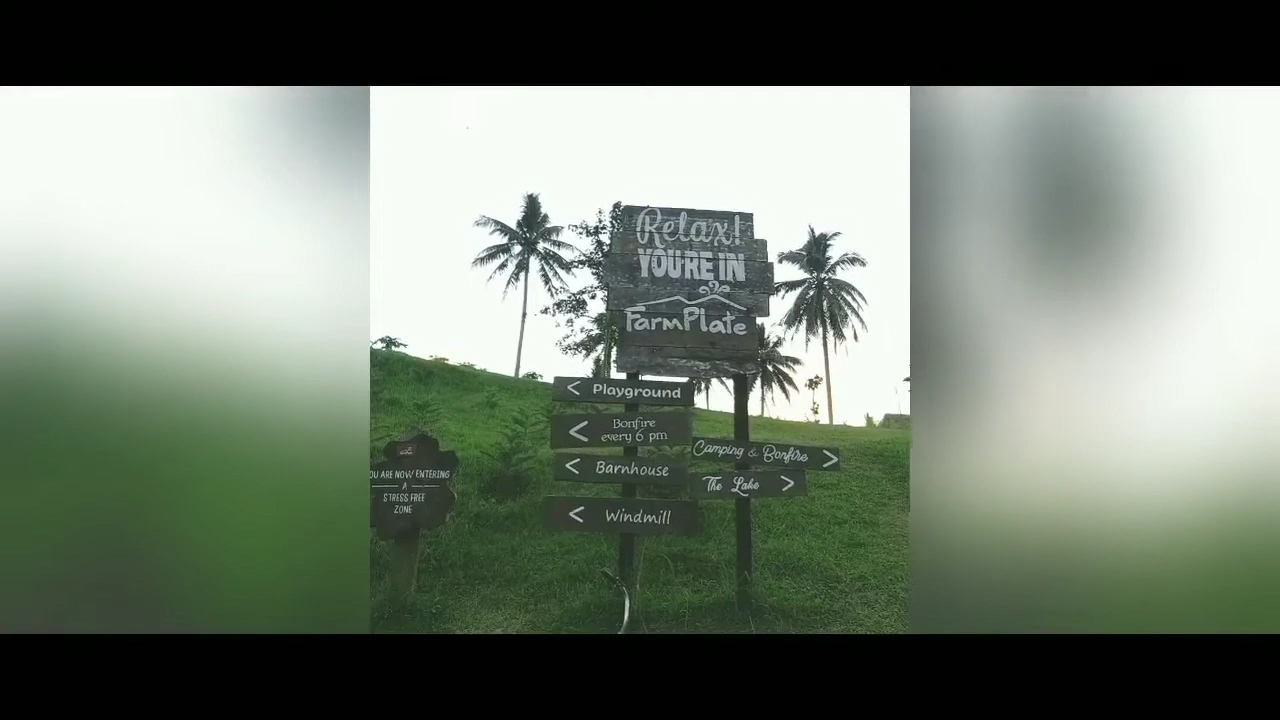 Relax!
YOU'RE IN
FarmPlate
< Playground
< Bonfire
every 6 pm
< Barnhouse
< Windmill
Camping & Bonfire >
The Lake >
OU ARE NOW ENTERING
A
STRESS FREE
ZONE